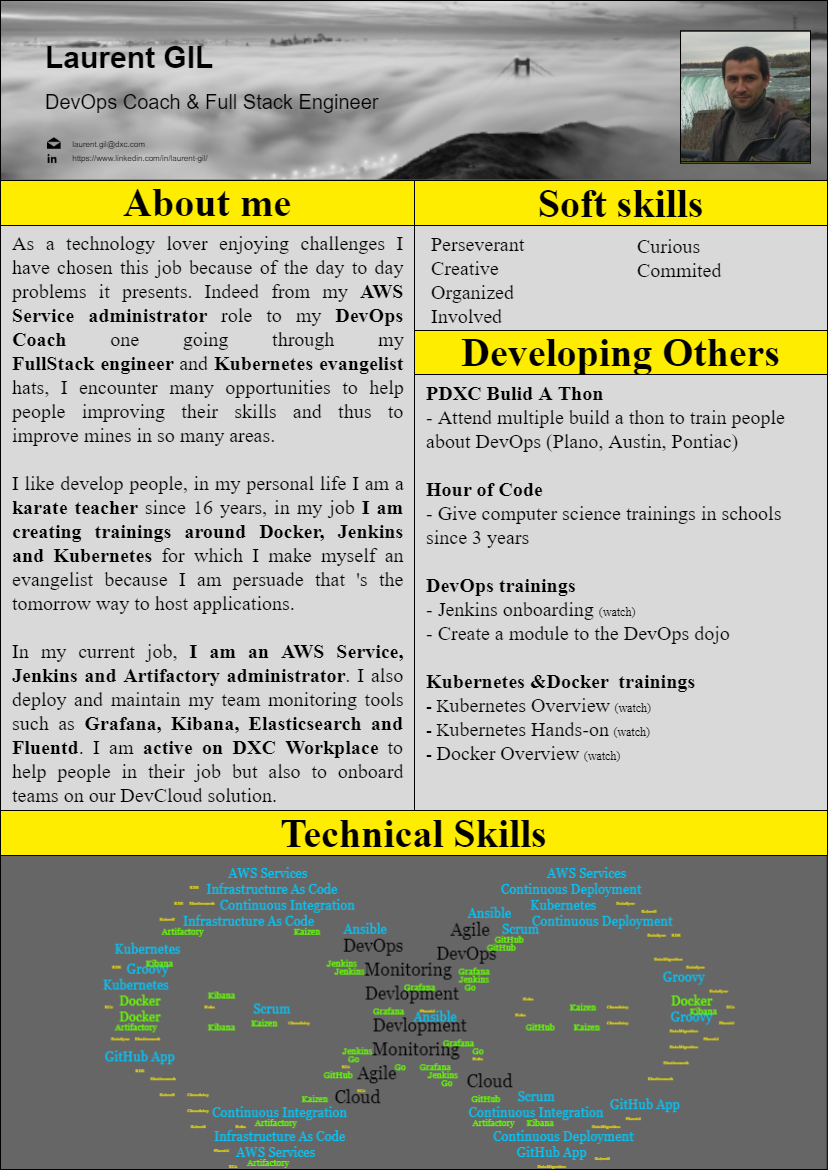 Laurent GIL
DevOps Coach & Full Stack Engineer
laurent.gil@dxc.com
https://www.linkedin.com/in/laurent-gil/
About me
As a technology lover enjoying challenges I
have chosen this job because of the day to day
problems it presents. Indeed from my AWS
Service administrator role to my DevOps
Coach one going through my
FullStack engineer and Kubernetes evangelist
hats, I encounter many opportunities to help
people improving their skills and thus to
improve mines in so many areas.
I like develop people, in my personal life I am a
karate teacher since 16 years, in my job I am
creating trainings around Docker, Jenkins
and Kubernetes for which I make myself an
evangelist because I am persuade that 's the
tomorrow way to host applications.
In my current job, I am an AWS Service,
Jenkins and Artifactory administrator. I also
deploy and maintain my team monitoring tools
such as Grafana, Kibana, Elasticsearch and
Fluentd. I am active on DXC Workplace to
help people in their job but also to onboard
teams on our DevCloud solution.
Soft skills
Perseverant
Creative
Organized
Involved
Curious
Commited
Developing Others
PDXC Bulid A Thon
- Attend multiple build a thon to train people
about DevOps (Plano, Austin, Pontiac)
Hour of Code
- Give computer science trainings in schools
since 3 years
DevOps trainings
- Jenkins onboarding (watch)
- Create a module to the DevOps dojo
Kubernetes &Docker trainings
- Kubernetes Overview (watch)
- Kubernetes Hands-on (watch)
- Docker Overview (watch)
Technical Skills
AWS Services AWS Services
Infrastructure As Code Continuous Deployment
Continuous Integration Kubernetes
Infrastructure As Code Ansible Continuous Deployment
Artifactory Kaizen Ansible Agile Scrum
Kubernetes DevOps DevOps GitHub
GitHub
Groovy Kibana Jenkins
Jenkins Monitoring Grafana Groovy
Kubernetes Devlopment Grafana Jenkins Go
Docker Kibana Docker
Docker Scrum Grafana Ansible Kaizen Kibana Groovy
Artifactory Kibana Kaizen Devlopment GitHub Kaizen
GitHub App Jenkins Monitoring Grafana Go
Go Go Grafana
GitHub Agile Jenkins Go Cloud
Kaizen Cloud GitHub Scrum GitHub App
Continuous Integration Continuous Integration
Artifactory Artifactory Kibana
Infrastructure As Code Continuous Deployment
AWS Services GitHub App
Artifactory